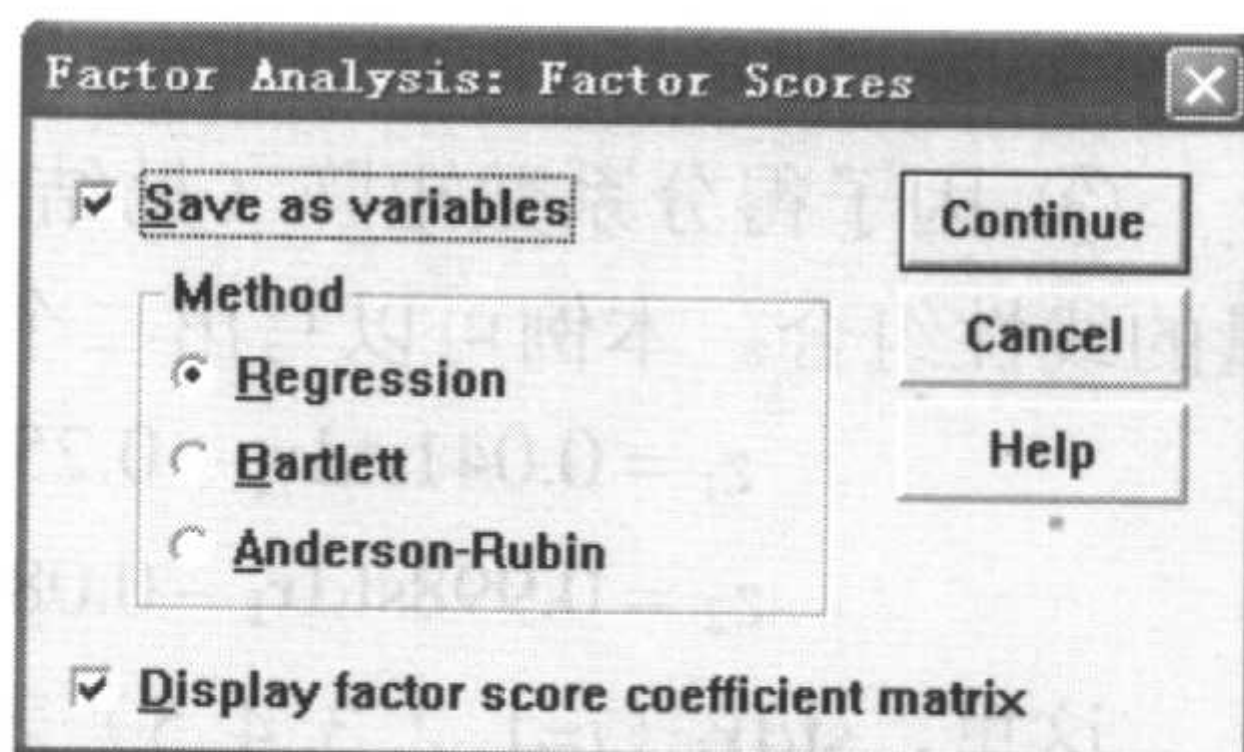 Factor Analysis: Factor Scores
Save as variables
Continue
Method
Cancel
Regression
Help
Bartlett
Anderson-Rubin
Display factor score coefficient matrix